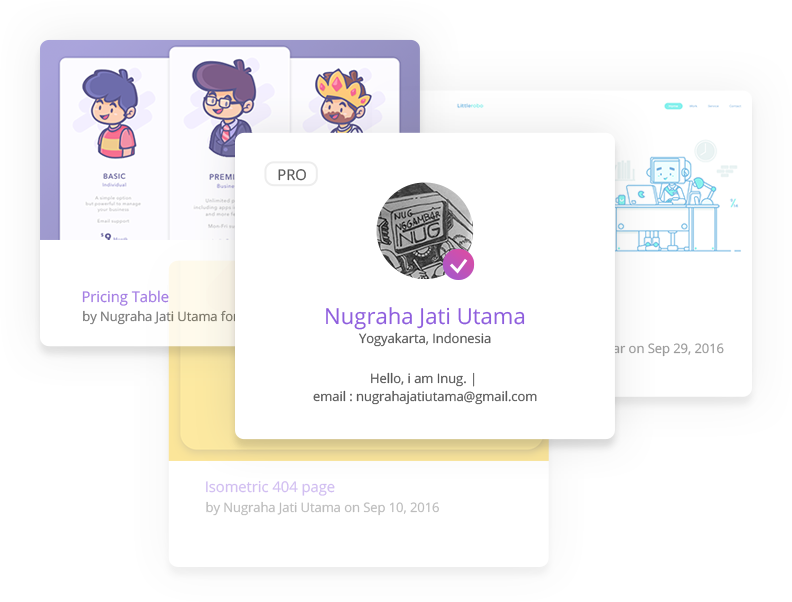 BASIC
Individual
A simple option
but powerful to manage
your business
Email support
$9 Month
PREMI
Busine
Unlimited
including apps
and more fe
Mon-Fri su
Little
Pricing Table
by Nugraha Jati Utama for
PRO
NUG
NGGAMBAR
NUG
Nugraha Jati Utama
Yogyakarta, Indonesia
Hello, i am Inug. |
email : nugrahajatiutama@gmail.com
%
ar on Sep 29, 2016
Isometric 404 page
by Nugraha Jati Utama on Sep 10, 2016